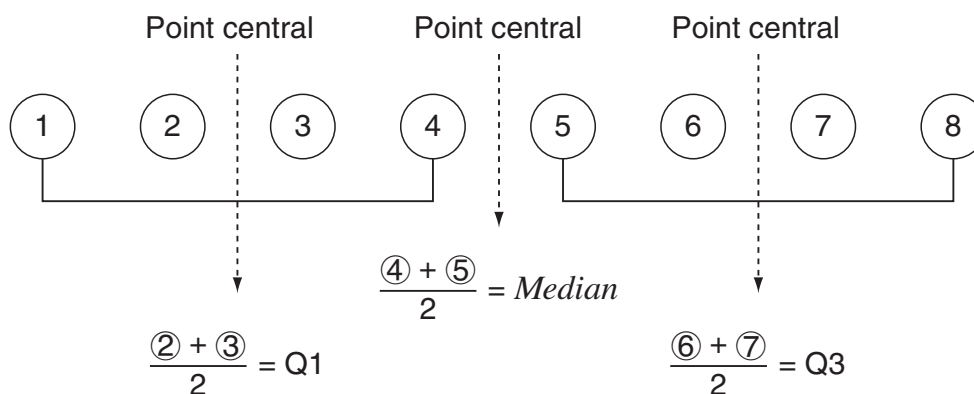 Point central Point central Point central
1 2 3 4 5 6 7 8
④ + ⑤
2
= Median
② + ③
2
= Q1
⑥ + ⑦
2
= Q3